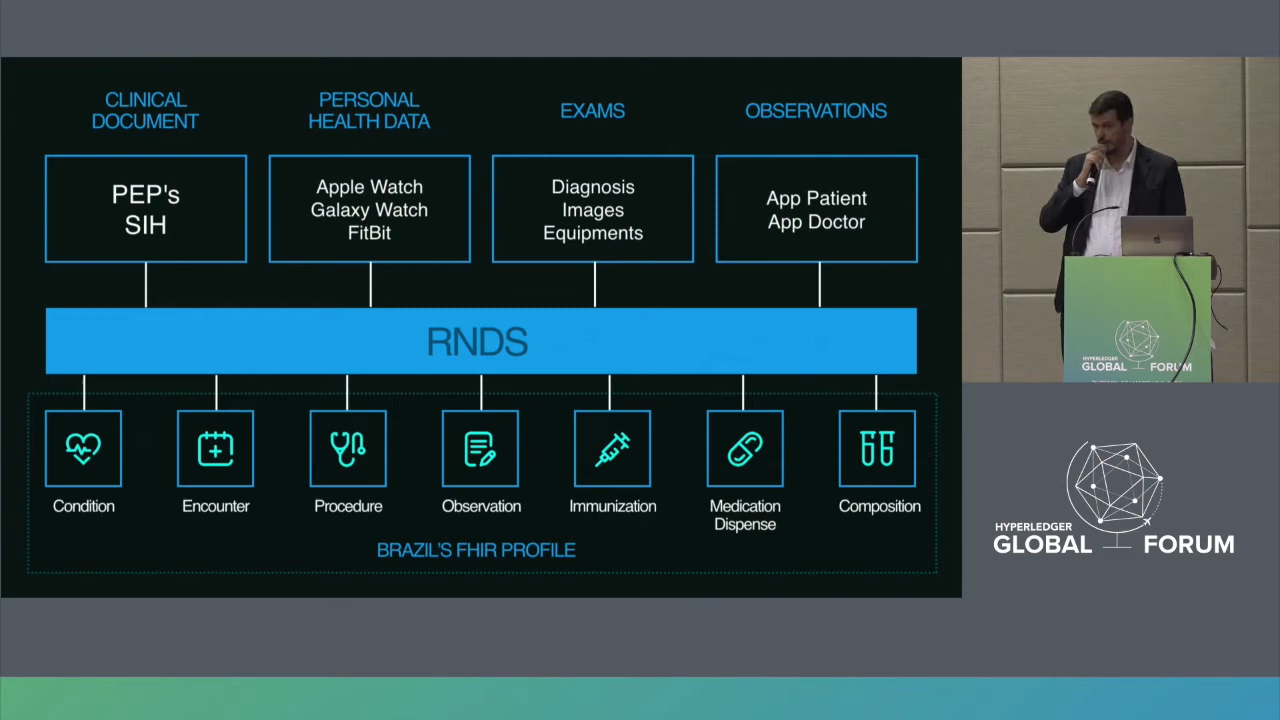 CLINICAL
DOCUMENT
PERSONAL
HEALTH DATA
EXAMS
OBSERVATIONS
PEP's
SIH
Apple Watch
Galaxy Watch
FitBit
Diagnosis
Images
Equipments
App Patient
App Doctor
RNDS
Condition
Encounter
Procedure
Observation
Immunization
Medication
Dispense
Composition
BRAZIL'S FHIR PROFILE
HYPERLEDGER
GLOBAL FORUM
HYPERLEDGER
GLOBAL FORUM